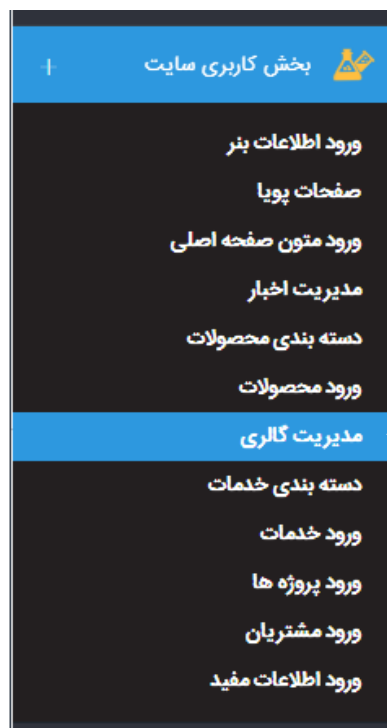 بخش کاربری سایت
ورود اطلاعات بنر
صفحات پویا
ورود متون صفحه اصلی
مدیریت اخبار
دسته بندی محصولات
ورود محصولات
مدیریت گالری
دسته بندی خدمات
ورود خدمات
ورود پروژه ها
ورود مشتریان
ورود اطلاعات مفید